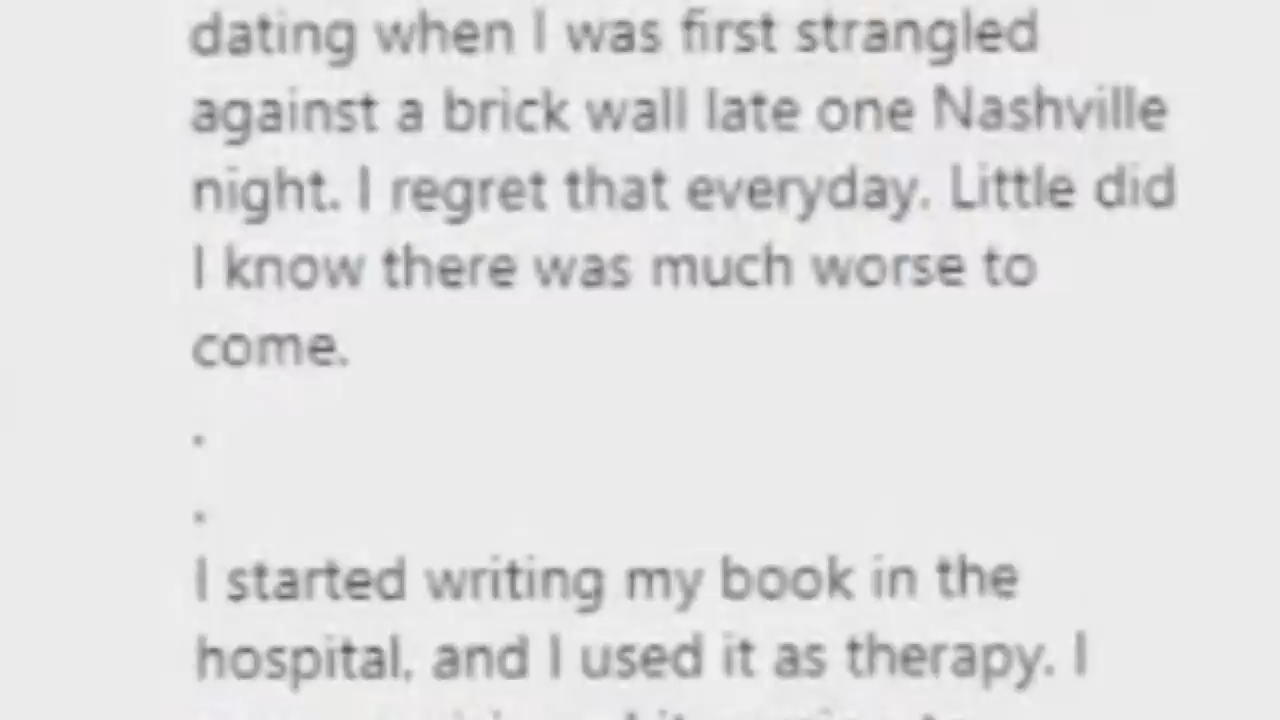 dating when I was first strangled
against a brick wall late one Nashville
night. I regret that everyday. Little did
I know there was much worse to
come.
.
.
I started writing my book in the
hospital, and I used it as therapy. I